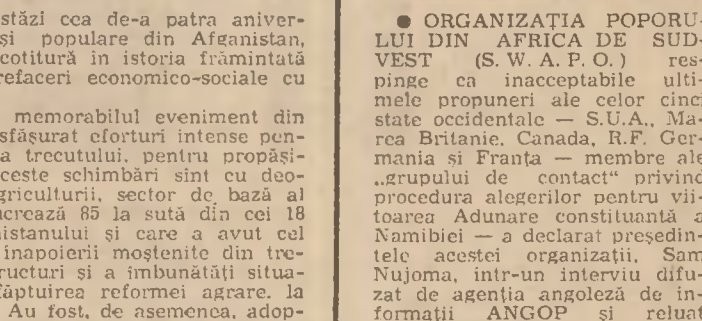 stăzi cea de-a patra aniver-
și populare din Afganistan,
cotitură în istoria frămîntată
refaceri economico-sociale cu
memorabilul eveniment din
sfășurat eforturi intense pen-
a trecutului, pentru propăși-
ceste schimbări sînt cu deo-
griculturii, sector de bază al
crează 85 la sută din cei 18
nistanului și care a avut cel
înapoierii moștenite din tre-
ructuri și a îmbunătăți situa-
făptuirea reformei agrare, la
Au fost, de asemenea, adop-
● ORGANIZAȚIA POPORU-
LUI DIN AFRICA DE SUD-
VEST (S.W.A.P.O.) res-
pinge ca inacceptabile ulti-
mele propuneri ale celor cinci
state occidentale — S.U.A., Ma-
rea Britanie, Canada, R.F. Ger-
mania și Franța — membre ale
„grupului de contact“ privind
procedura alegerilor pentru vii-
toarea Adunare constituantă a
Namibiei — a declarat președin-
tele acestei organizații, Sam
Nujoma, într-un interviu difu-
zat de agenția angoleză de in-
formații ANGOP și reluat